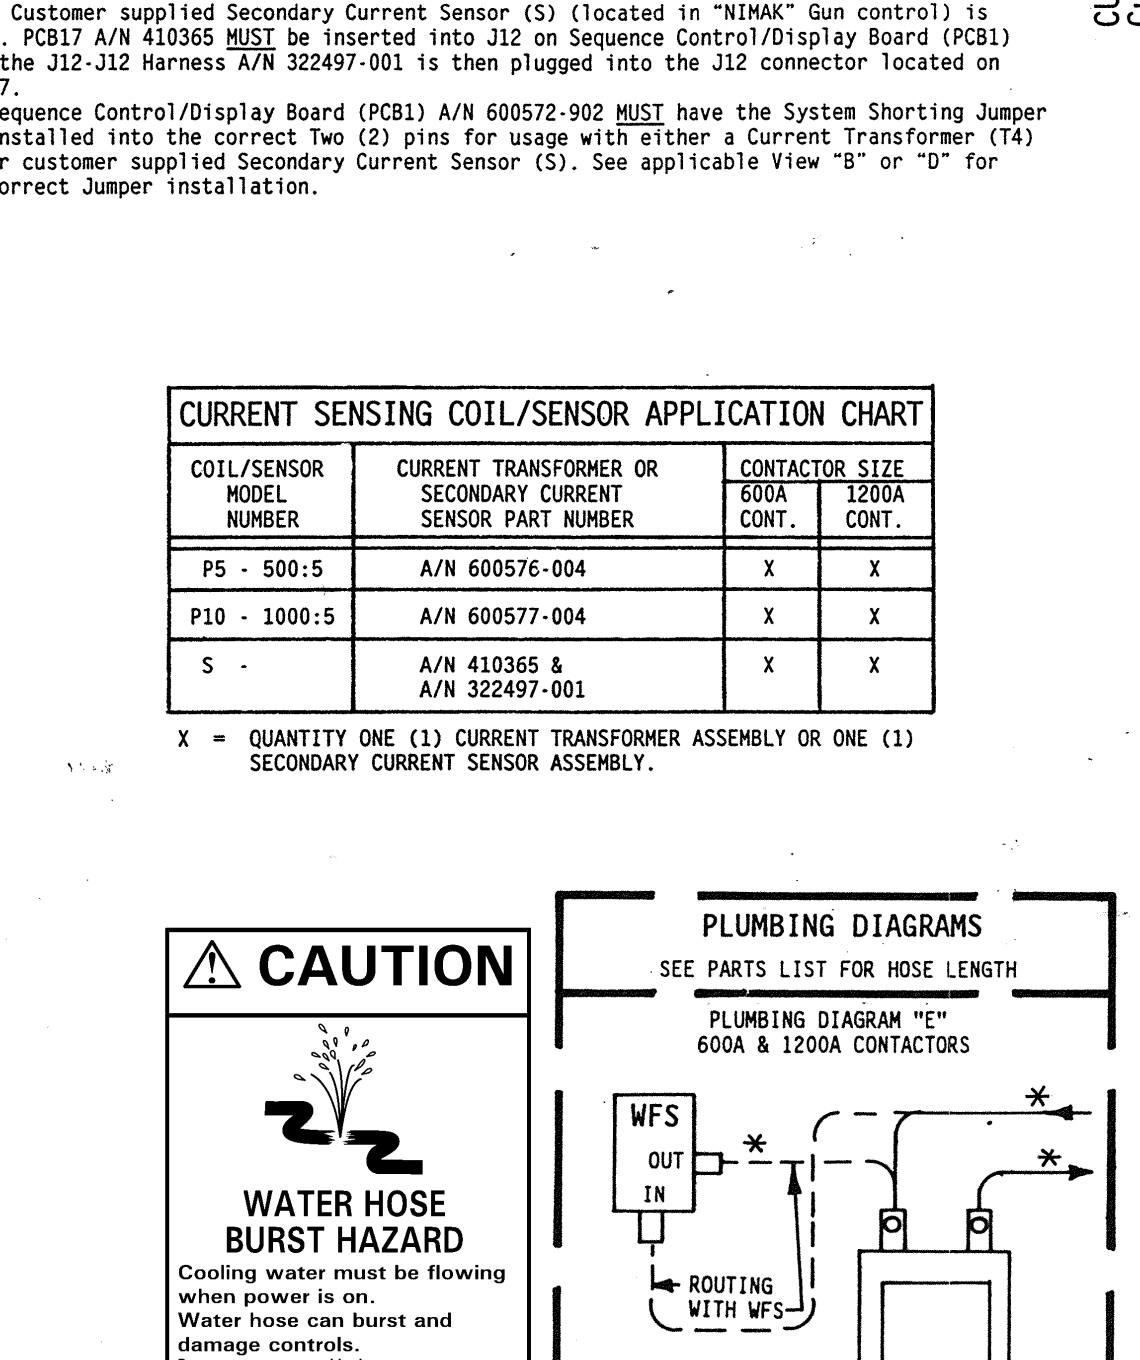 Customer supplied Secondary Current Sensor (S) (located in "NIMAK" Gun control) is
. PCB17 A/N 410365 MUST be inserted into J12 on Sequence Control/Display Board (PCB1)
the J12-J12 Harness A/N 322497-001 is then plugged into the J12 connector located on
7.
equence Control/Display Board (PCB1) A/N 600572-902 MUST have the System Shorting Jumper
nstalled into the correct Two (2) pins for usage with either a Current Transformer (T4)
r customer supplied Secondary Current Sensor (S). See applicable View "B" or "D" for
orrect Jumper installation.
CURRENT SENSING COIL/SENSOR APPLICATION CHART
COIL/SENSOR MODEL NUMBER
CURRENT TRANSFORMER OR SECONDARY CURRENT SENSOR PART NUMBER
CONTACTOR SIZE
600A CONT.
1200A CONT.
P5 - 500:5 A/N 600576-004 X X
P10 - 1000:5 A/N 600577-004 X X
S - A/N 410365 & X X
A/N 322497-001
X = QUANTITY ONE (1) CURRENT TRANSFORMER ASSEMBLY OR ONE (1)
SECONDARY CURRENT SENSOR ASSEMBLY.
CAUTION
WATER HOSE
BURST HAZARD
Cooling water must be flowing
when power is on.
Water hose can burst and
damage controls.
PLUMBING DIAGRAMS
SEE PARTS LIST FOR HOSE LENGTH
PLUMBING DIAGRAM "E"
600A & 1200A CONTACTORS
WFS
OUT
IN
*
*
*
ROUTING
WITH WFS